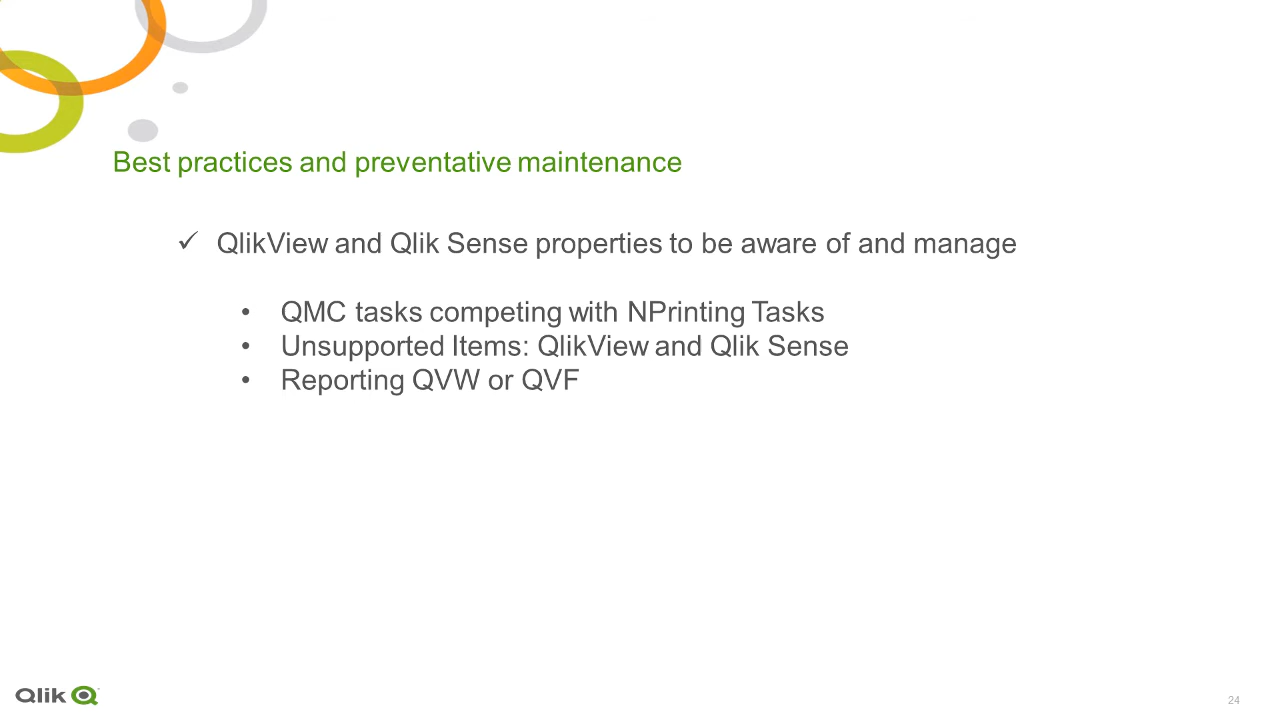 Best practices and preventative maintenance
✓ QlikView and Qlik Sense properties to be aware of and manage
• QMC tasks competing with NPrinting Tasks
• Unsupported Items: QlikView and Qlik Sense
• Reporting QVW or QVF
Qlik
24